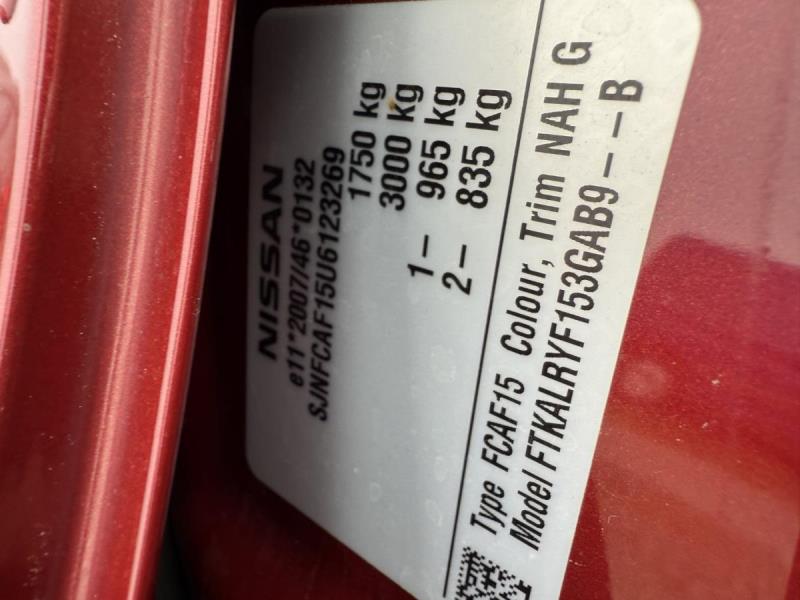 NISSAN
e11*2007/46*0132
SJNFCAF15U6123269
1750 kg
3000 kg
1– 965 kg
2– 835 kg
Type FCAF15 Colour, Trim NAH G
Model FTKALRYF153GAB9 – – B